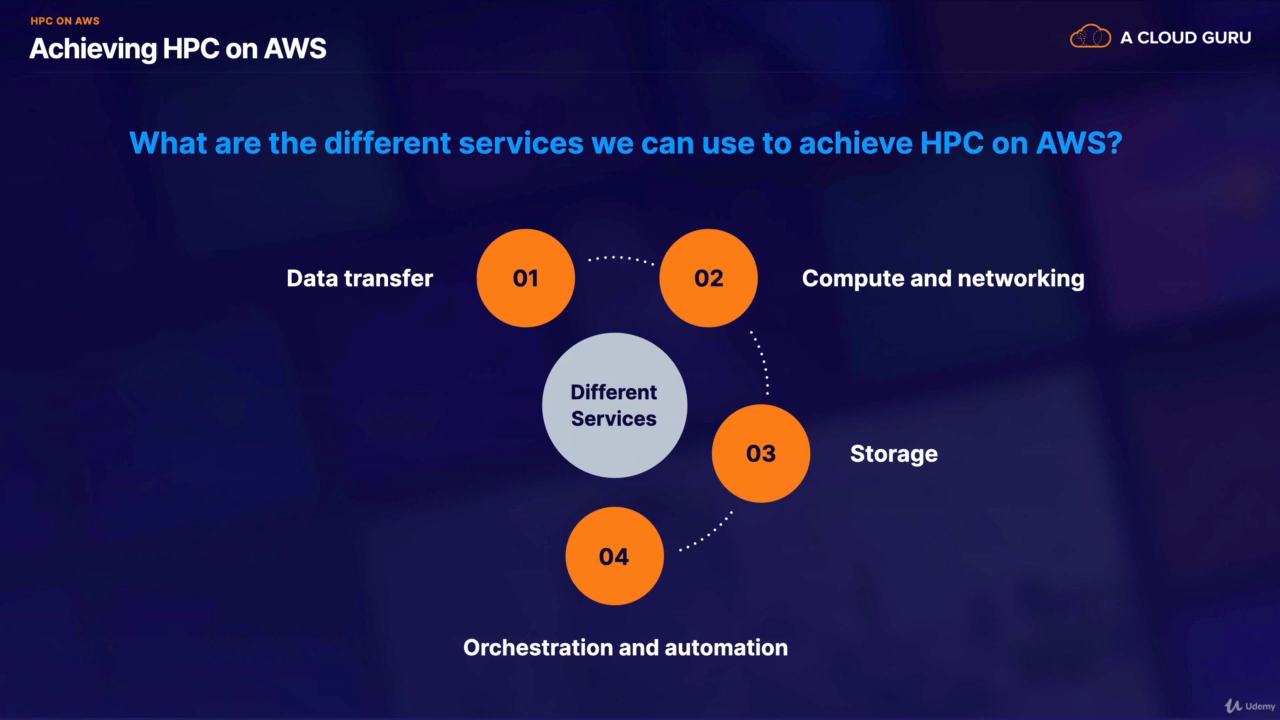 HPC ON AWS
Achieving HPC on AWS
A CLOUD GURU
What are the different services we can use to achieve HPC on AWS?
Data transfer
01
02
Compute and networking
Different
Services
03
Storage
04
Orchestration and automation
Udemy